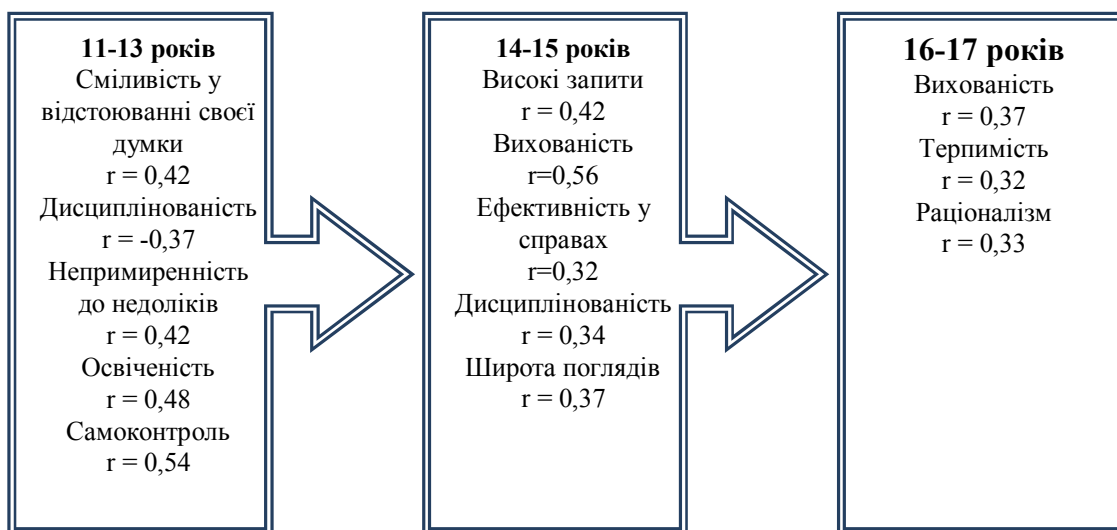 11-13 років
Сміливість у
відстоюванні своєї
думки
r = 0,42
Дисциплінованість
r = -0,37
Непримиренність
до недоліків
r = 0,42
Освіченість
r = 0,48
Самоконтроль
r = 0,54
14-15 років
Високі запити
r = 0,42
Вихованість
r=0,56
Ефективність у
справах
r=0,32
Дисциплінованість
r = 0,34
Широта поглядів
r = 0,37
16-17 років
Вихованість
r = 0,37
Терпимість
r = 0,32
Раціоналізм
r = 0,33